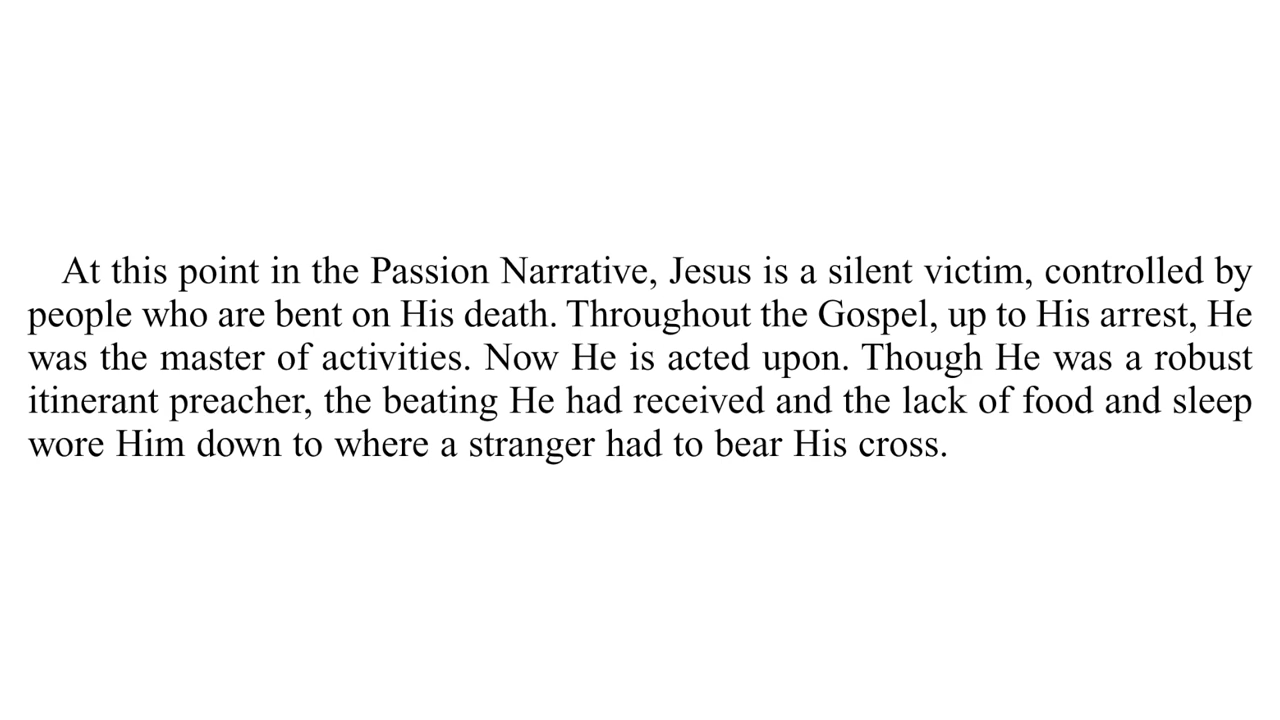 At this point in the Passion Narrative, Jesus is a silent victim, controlled by
people who are bent on His death. Throughout the Gospel, up to His arrest, He
was the master of activities. Now He is acted upon. Though He was a robust
itinerant preacher, the beating He had received and the lack of food and sleep
wore Him down to where a stranger had to bear His cross.